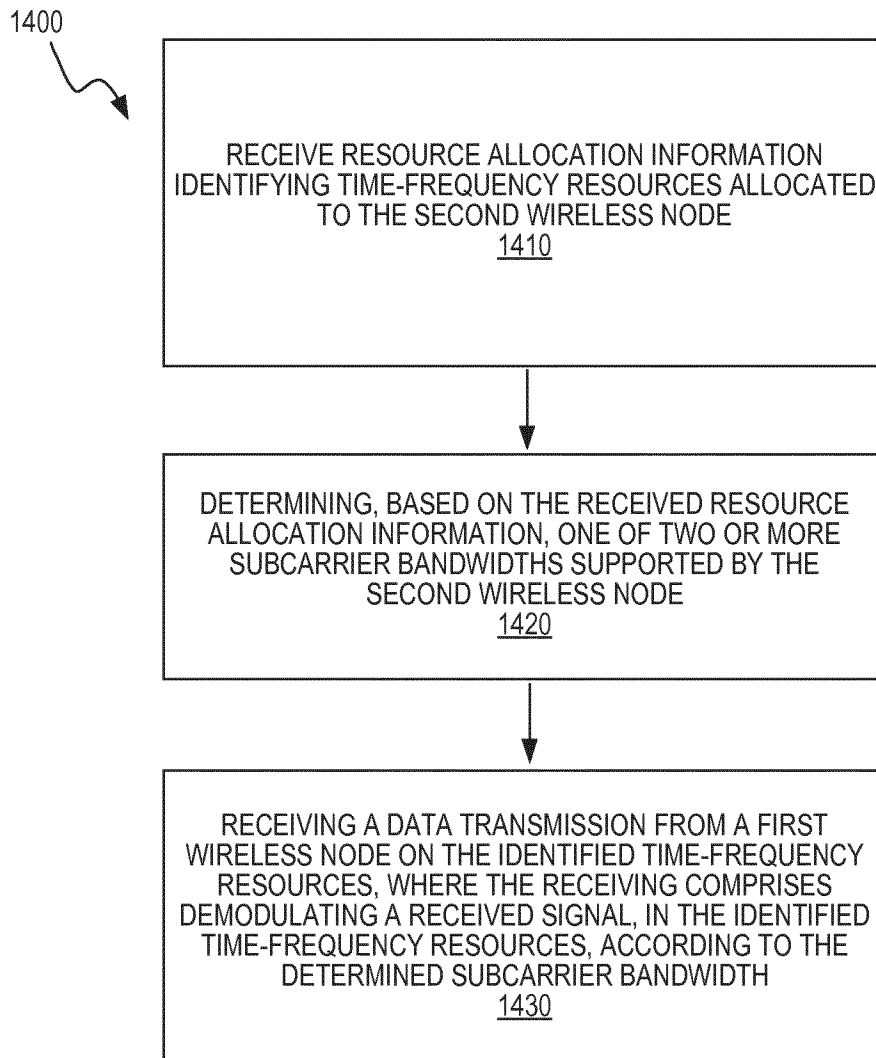 1400
RECEIVE RESOURCE ALLOCATION INFORMATION
IDENTIFYING TIME-FREQUENCY RESOURCES ALLOCATED
TO THE SECOND WIRELESS NODE
1410
DETERMINING, BASED ON THE RECEIVED RESOURCE
ALLOCATION INFORMATION, ONE OF TWO OR MORE
SUBCARRIER BANDWIDTHS SUPPORTED BY THE
SECOND WIRELESS NODE
1420
RECEIVING A DATA TRANSMISSION FROM A FIRST
WIRELESS NODE ON THE IDENTIFIED TIME-FREQUENCY
RESOURCES, WHERE THE RECEIVING COMPRISES
DEMODULATING A RECEIVED SIGNAL, IN THE IDENTIFIED
TIME-FREQUENCY RESOURCES, ACCORDING TO THE
DETERMINED SUBCARRIER BANDWIDTH
1430